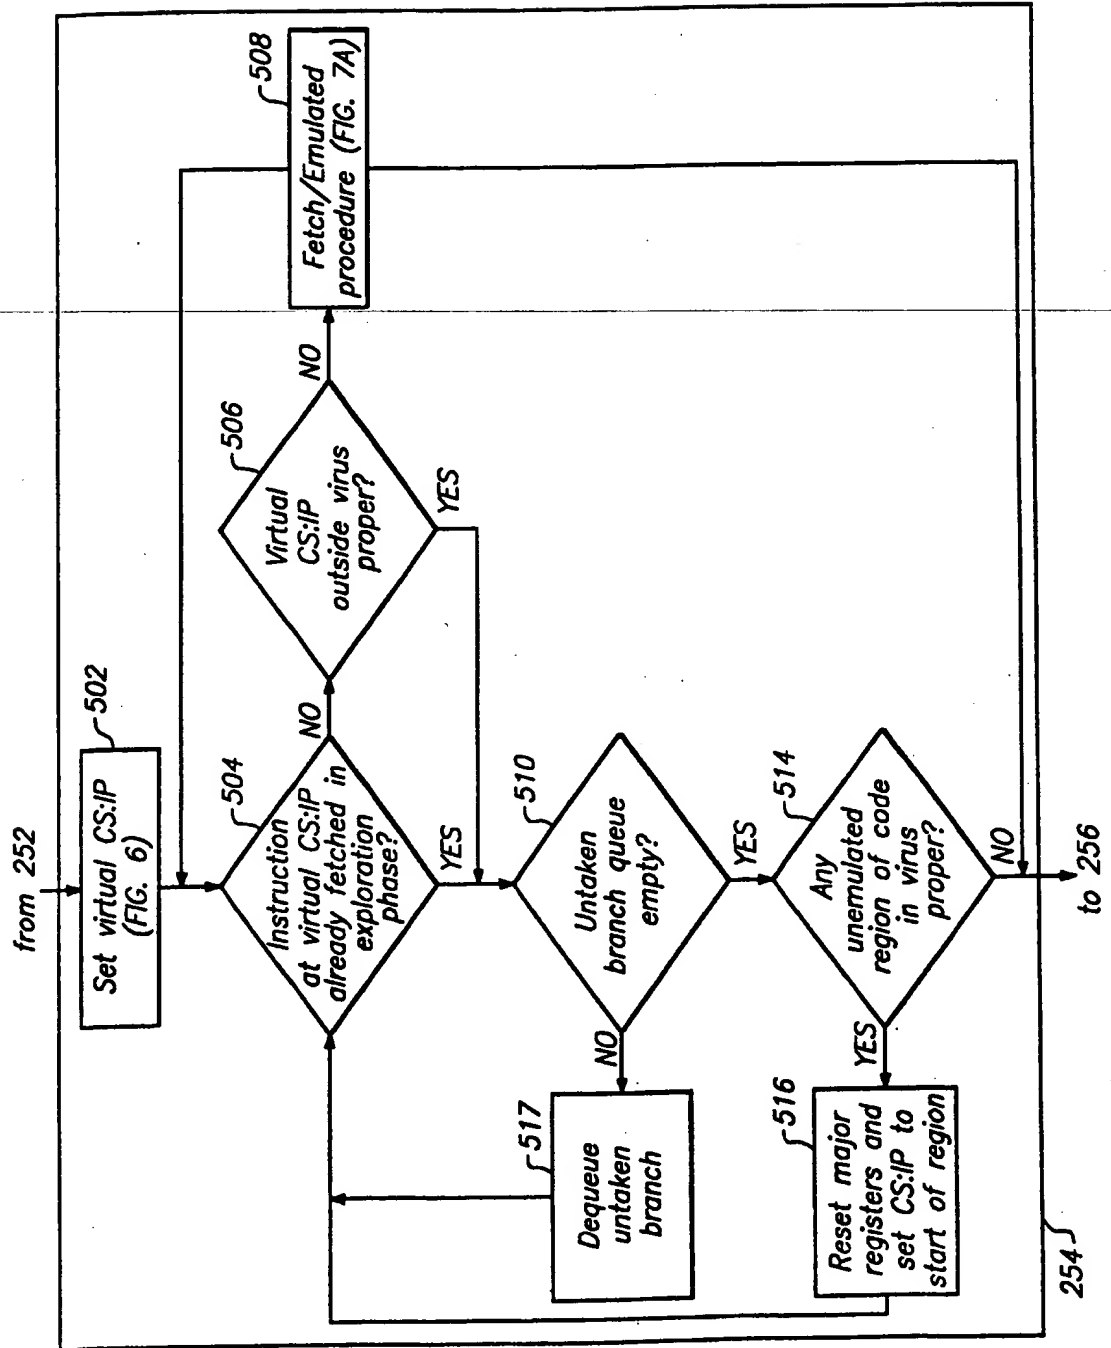 from 252
502
Set virtual CS:IP
(FIG. 6)
504
Instruction
at virtual CS:IP
already fetched in
exploration
phase?
NO
YES
506
Virtual
CS:IP
outside virus
proper?
NO
YES
508
Fetch/Emulated
procedure (FIG. 7A)
510
Untaken
branch queue
empty?
NO
YES
517
Dequeue
untaken
branch
514
Any
unemulated
region of code
in virus
proper?
YES
NO
516
Reset major
registers and
set CS:IP to
start of region
254
to 256